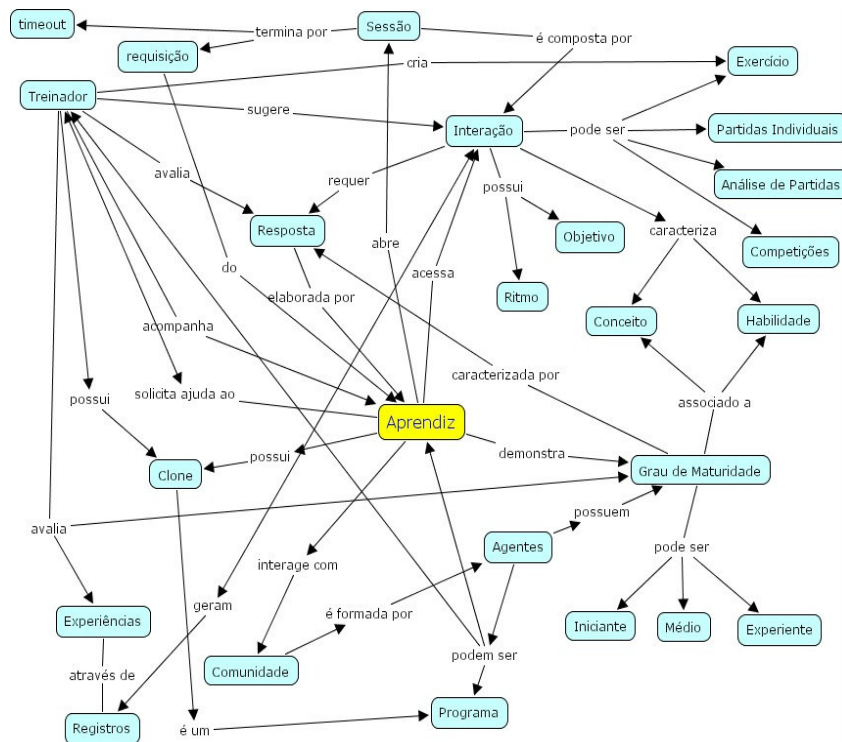 timeout
termina por
Sessão
requisição
é composta por
cria
Exercício
Treinador
sugere
Interação
pode ser
Partidas Individuais
avalia
requer
possui
Análise de Partidas
Resposta
abre
acessa
Objetivo
caracteriza
Competições
do
elaborada por
Ritmo
Conceito
Habilidade
acompanha
solicita ajuda ao
caracterizada por
possui
Aprendiz
associado a
possui
demonstra
Clone
Grau de Maturidade
avalia
possuem
interage com
Agentes
pode ser
geram
é formada por
Experiências
Iniciante
Médio
Experiente
através de
Comunidade
podem ser
Registros
é um
Programa